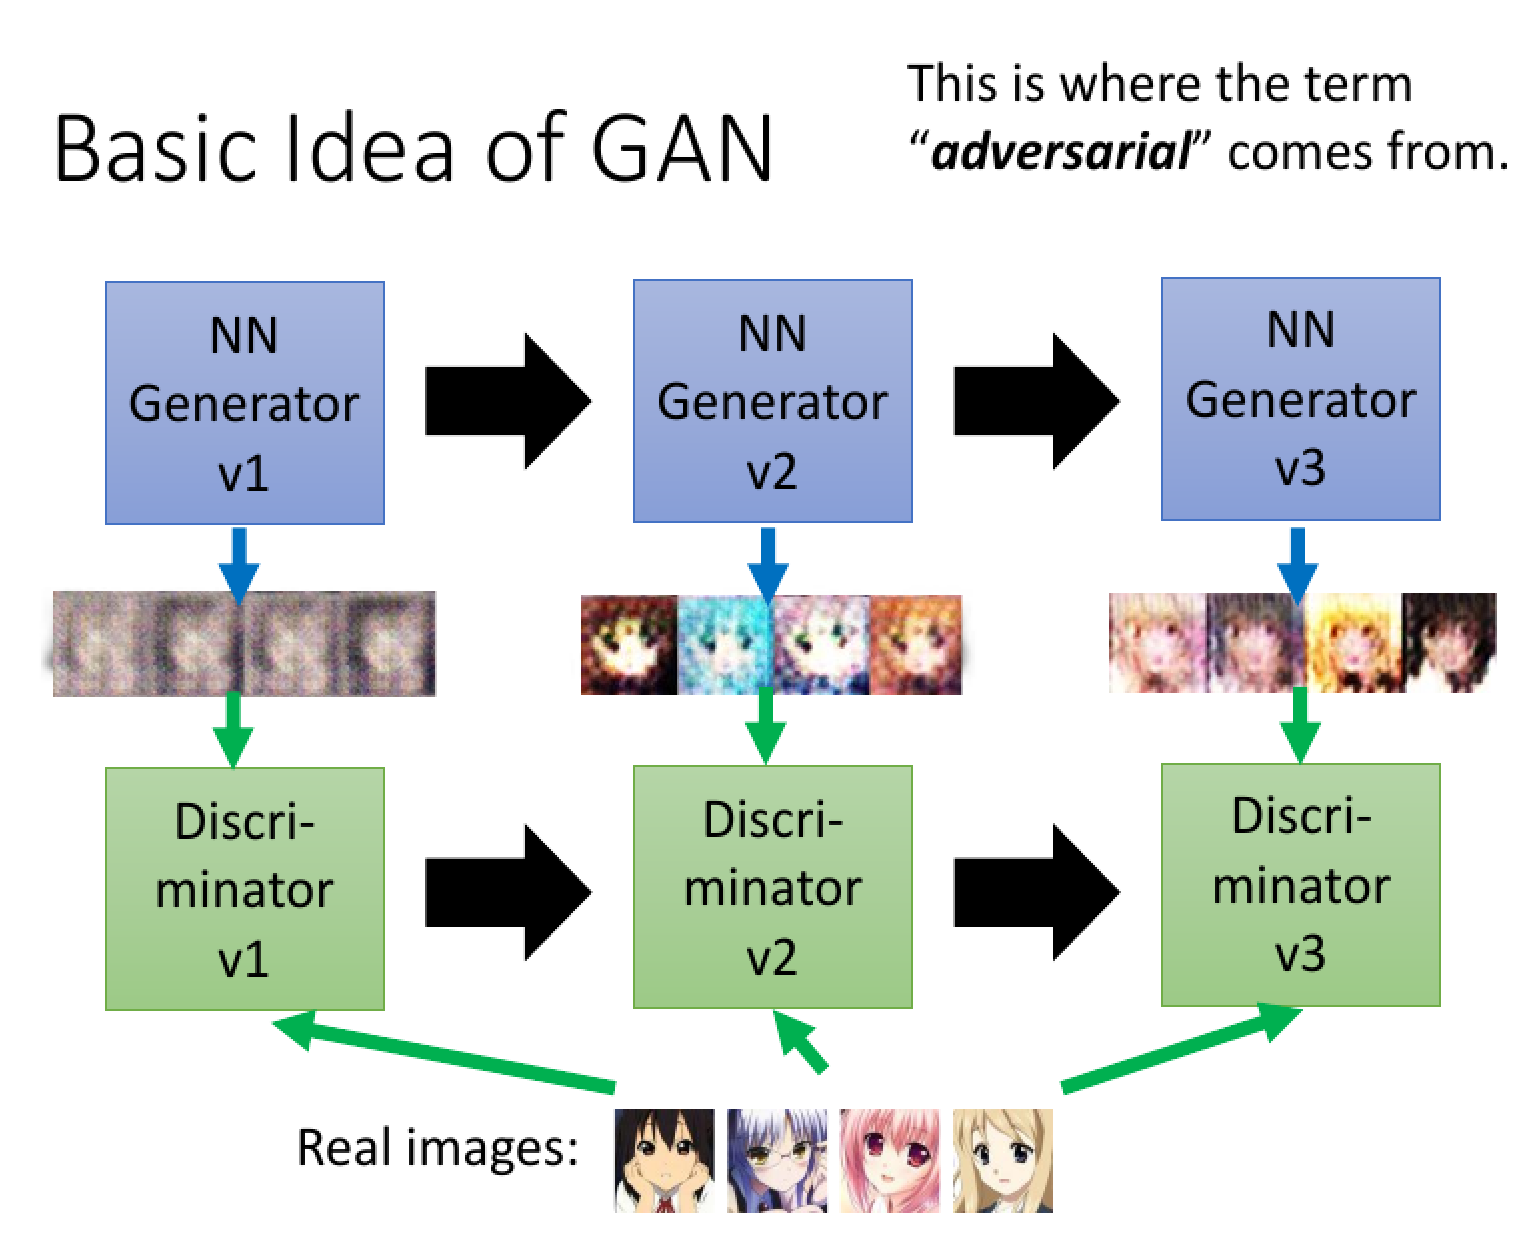 Basic Idea of GAN
This is where the term
“adversarial” comes from.
NN
Generator
v1
NN
Generator
v2
NN
Generator
v3
Discri-
minator
v1
Discri-
minator
v2
Discri-
minator
v3
Real images: